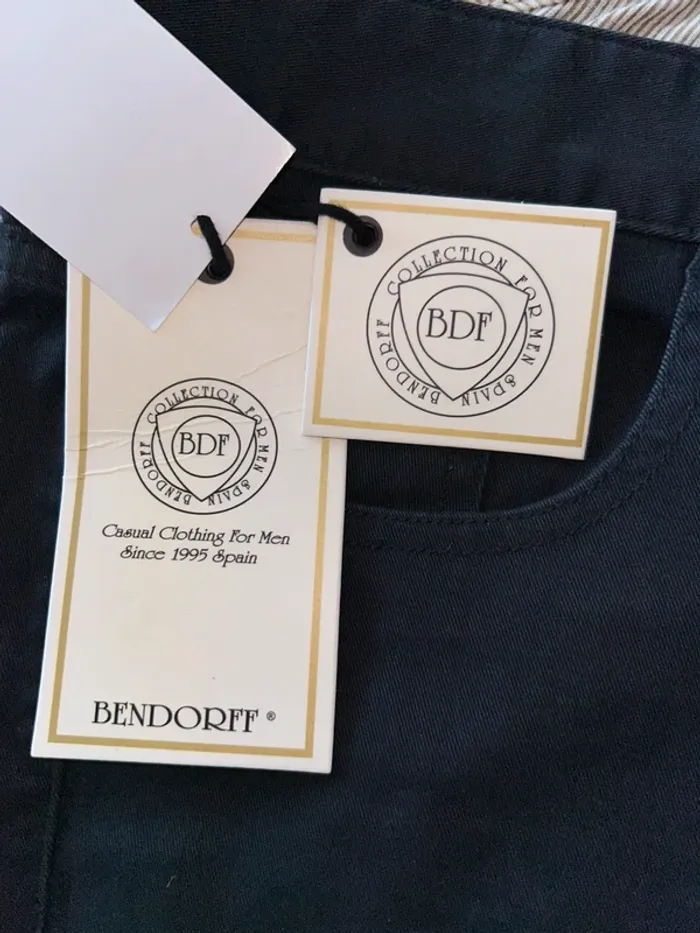 COLLECTION FOR MEN SPAIN BENDORFF
BDF
Casual Clothing For Men
Since 1995 Spain
BENDORFF ®
COLLECTION FOR MEN SPAIN BENDORFF
BDF